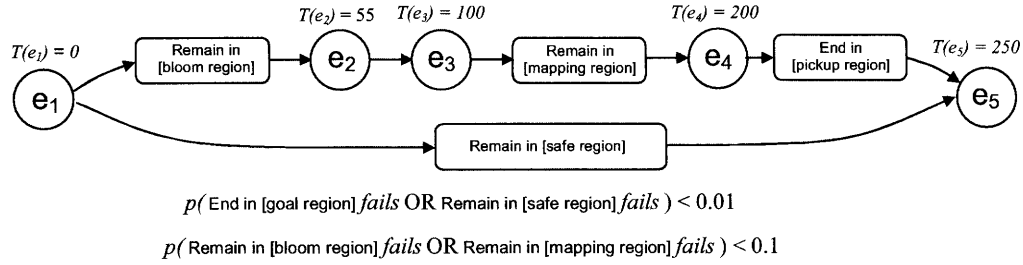 T(e₁) = 0
T(e₂) = 55
T(e₃) = 100
T(e₄) = 200
T(e₅) = 250
e₁
Remain in
[bloom region]
e₂
e₃
Remain in
[mapping region]
e₄
End in
[pickup region]
e₅
Remain in [safe region]
p( End in [goal region] fails OR Remain in [safe region] fails ) < 0.01
p( Remain in [bloom region] fails OR Remain in [mapping region] fails ) < 0.1